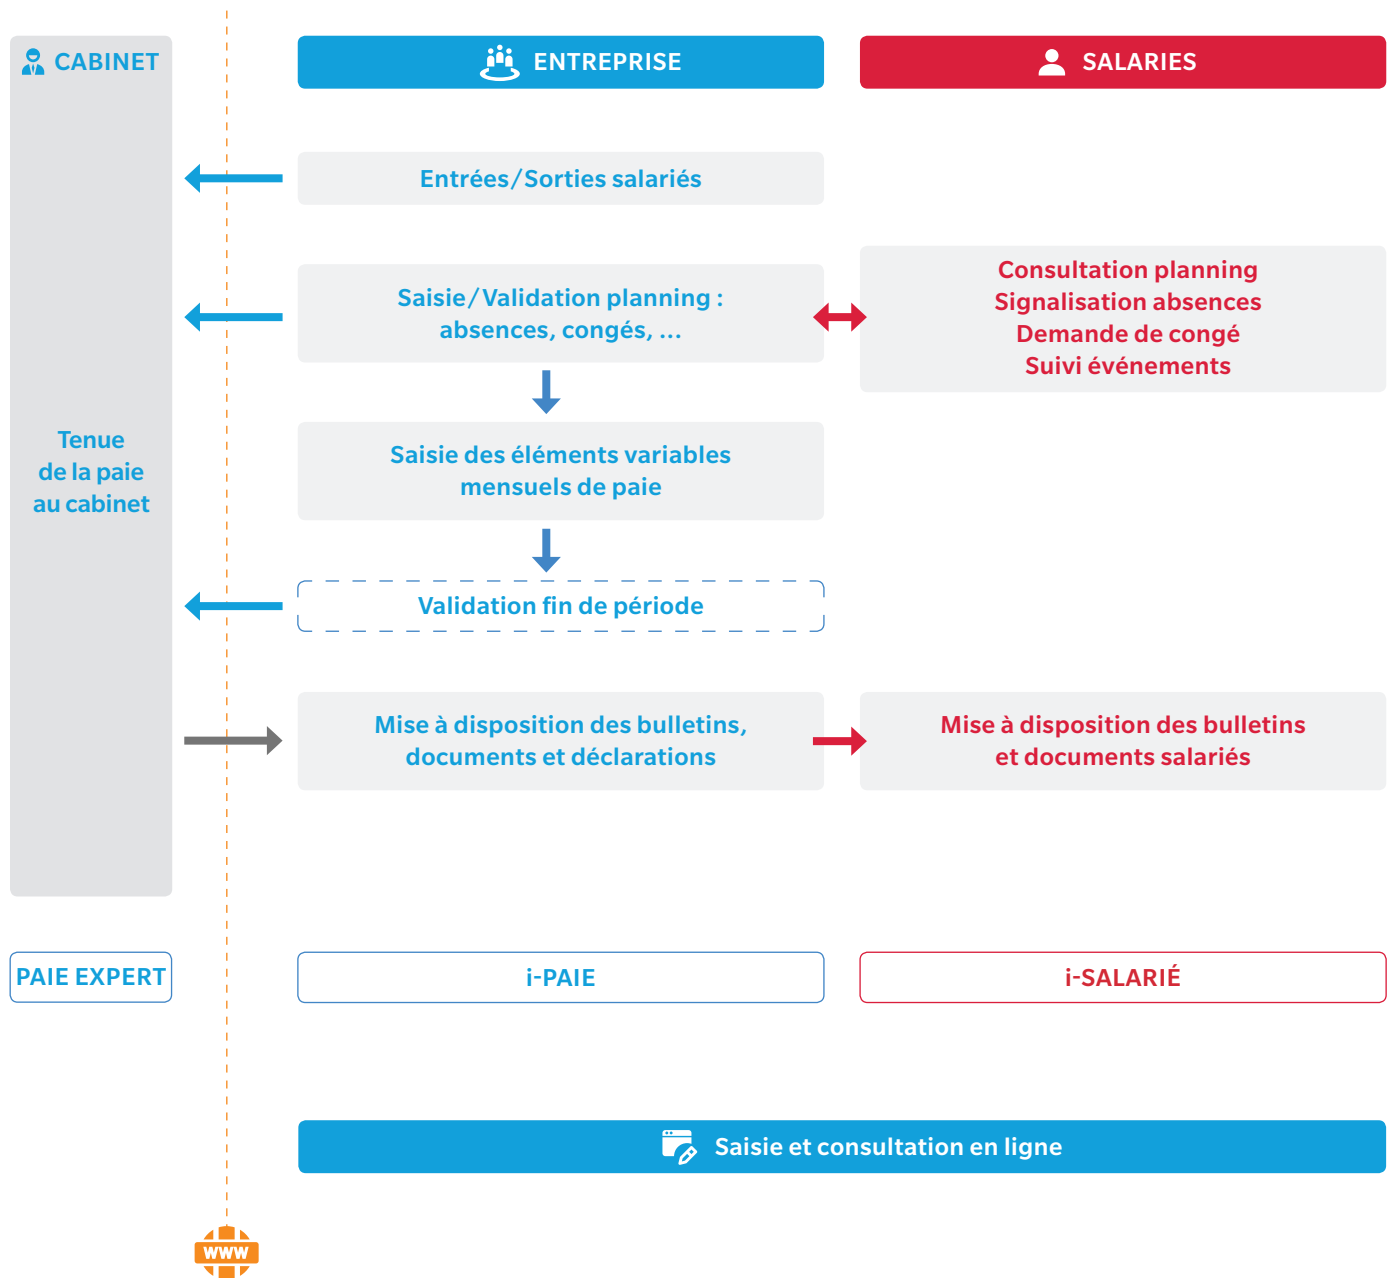 CABINET
ENTREPRISE
SALARIES
Entrées/Sorties salariés
Saisie/Validation planning :
absences, congés, ...
Consultation planning
Signalisation absences
Demande de congé
Suivi événements
Tenue
de la paie
au cabinet
Saisie des éléments variables
mensuels de paie
Validation fin de période
Mise à disposition des bulletins,
documents et déclarations
Mise à disposition des bulletins
et documents salariés
PAIE EXPERT
i-PAIE
i-SALARIÉ
Saisie et consultation en ligne
WWW